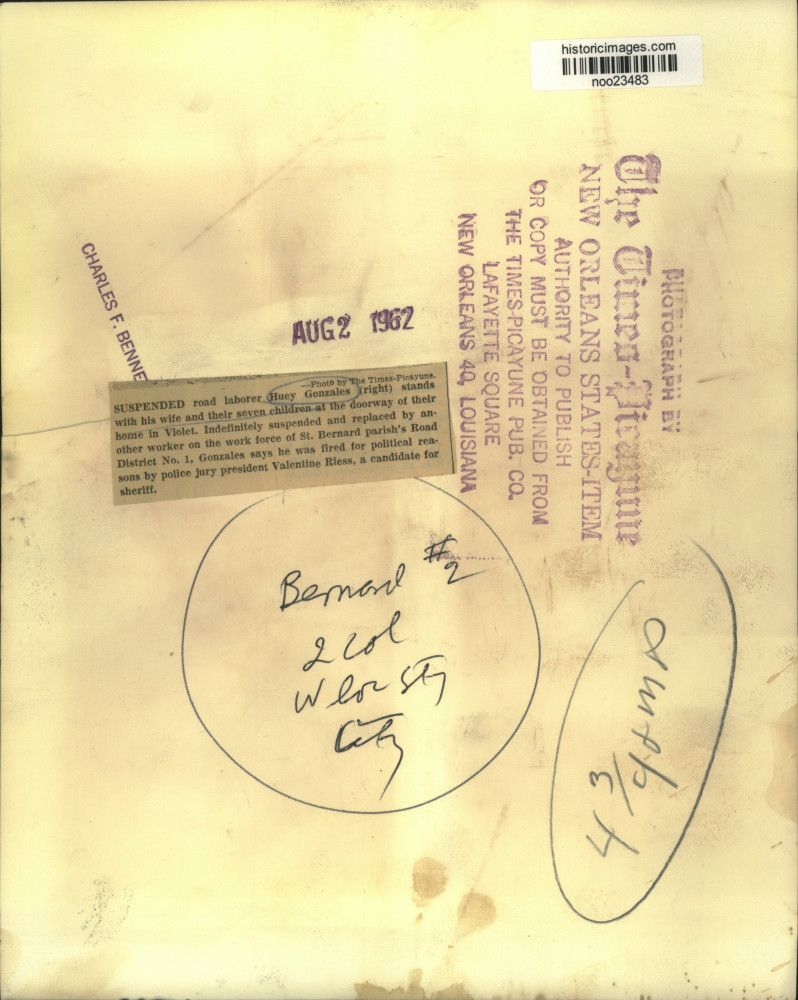 historicimages.com
noo23483
PHOTOGRAPH BY
The Times-Picayune
NEW ORLEANS STATES-ITEM
AUTHORITY TO PUBLISH
OR COPY MUST BE OBTAINED FROM
THE TIMES-PICAYUNE PUB. CO.
LAFAYETTE SQUARE
NEW ORLEANS 40, LOUISIANA
CHARLES F. BENNE
AUG 2 1962
—Photo by The Times-Picayune.
SUSPENDED road laborer Huey Gonzales (right) stands
with his wife and their seven children at the doorway of their
home in Violet. Indefinitely suspended and replaced by an-
other worker on the work force of St. Bernard parish's Road
District No. 1, Gonzales says he was fired for political rea-
sons by police jury president Valentine Riess, a candidate for
sheriff.
Bernard #2
2 col
City
4 3/4